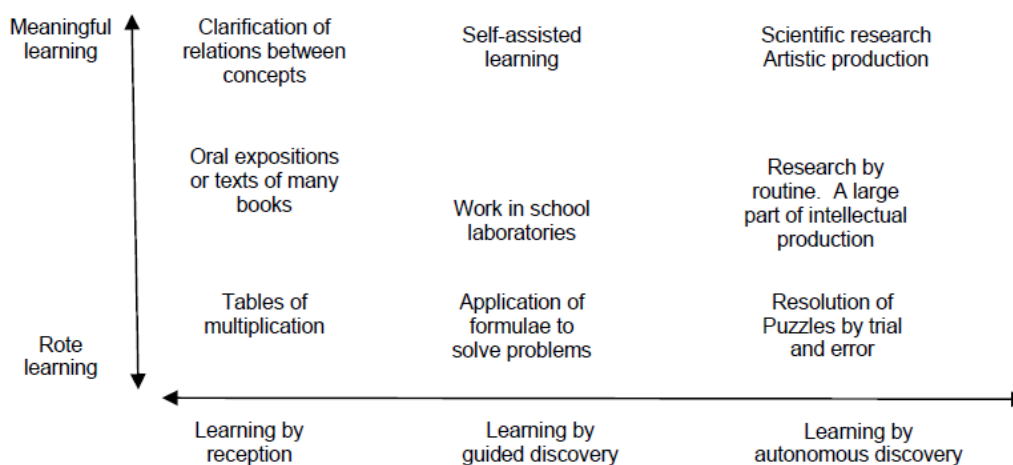 Meaningful
learning
Clarification of
relations between
concepts
Self-assisted
learning
Scientific research
Artistic production
Oral expositions
or texts of many
books
Work in school
laboratories
Research by
routine. A large
part of intellectual
production
Rote
learning
Tables of
multiplication
Application of
formulae to
solve problems
Resolution of
Puzzles by trial
and error
Learning by
reception
Learning by
guided discovery
Learning by
autonomous discovery